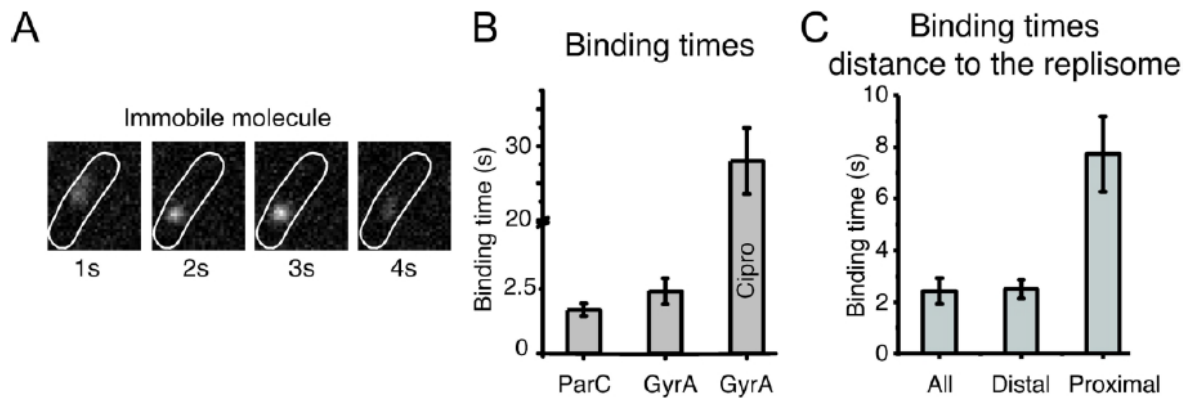 A
Immobile molecule
1s
2s
3s
4s
B
Binding times
Binding time (s)
30
20
2.5
0
Cipro
ParC
GyrA
GyrA
C
Binding times
distance to the replisome
Binding time (s)
10
8
6
4
2
0
All
Distal
Proximal